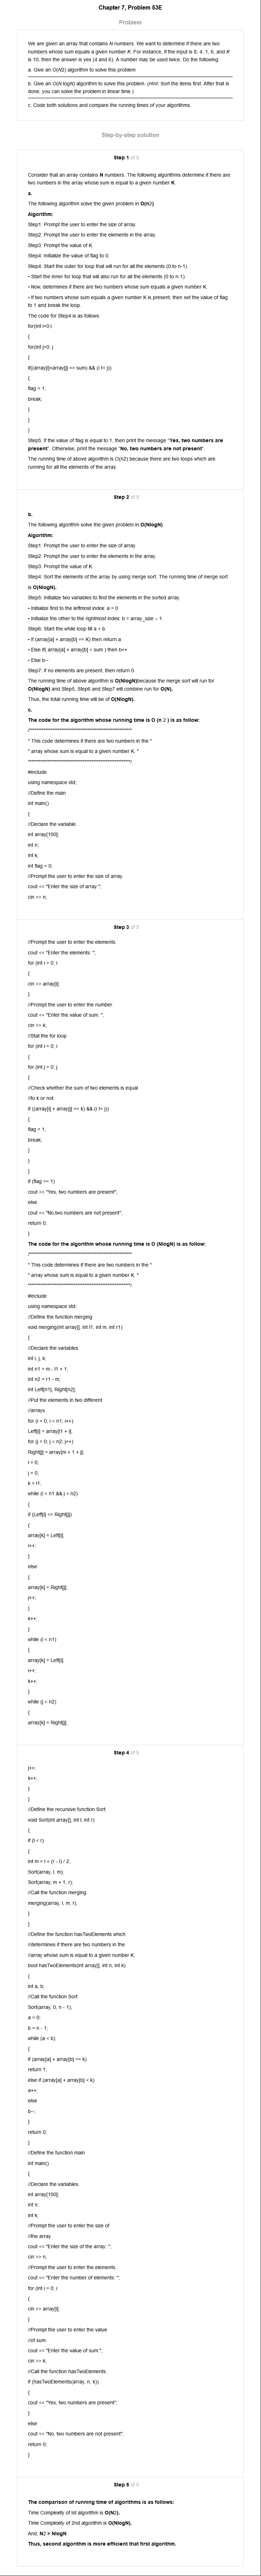 Chapter 7, Problem 53E
Problem
We are given an array that contains N numbers. We want to determine if there are two
numbers whose sum equals a given number K. For instance, if the input is 8, 4, 1, 6, and K
is 10, then the answer is yes (4 and 6). A number may be used twice. Do the following.
a. Give an O(N2) algorithm to solve this problem.
b. Give an O(N logN) algorithm to solve this problem. (Hint: Sort the items first. After that is
done, you can solve the problem in linear time.)
c. Code both solutions and compare the running times of your algorithms.
Step-by-step solution
Step 1 of 5
Consider that an array contains N numbers. The following algorithms determine if there are
two numbers in the array whose sum is equal to a given number K.
a.
The following algorithm solve the given problem in O(n2).
Algorithm:
Step1: Prompt the user to enter the size of array.
Step2: Prompt the user to enter the elements in the array.
Step3: Prompt the value of K.
Step4: Initialize the value of flag to 0.
Step4: Start the outer for loop that will run for all the elements (0 to n-1).
• Start the inner for loop that will also run for all the elements (0 to n-1).
• Now, determines if there are two numbers whose sum equals a given number K.
• If two numbers whose sum equals a given number K is present, then set the value of flag
to 1 and break the loop.
The code for Step4 is as follows:
for(int i=0;i
{
for(int j=0; j
{
if((array[i]+array[j] == sum) && (i != j))
{
flag = 1;
break;
}
}
}
Step5: If the value of flag is equal to 1, then print the message "Yes, two numbers are
present". Otherwise, print the message "No, two numbers are not present".
The running time of above algorithm is O(n2) because there are two loops which are
running for all the elements of the array.
Step 2 of 5
b.
The following algorithm solve the given problem in O(NlogN).
Algorithm:
Step1: Prompt the user to enter the size of array.
Step2: Prompt the user to enter the elements in the array.
Step3: Prompt the value of K.
Step4: Sort the elements of the array by using merge sort. The running time of merge sort
is O(NlogN).
Step5: Initialize two variables to find the elements in the sorted array.
• Initialize first to the leftmost index: a = 0
• Initialize the other to the rightmost index: b = array_size – 1.
Step6: Start the while loop till a < b.
• If (array[a] + array[b] == K) then return a
• Else if( array[a] + array[b] < sum ) then b++
• Else b--
Step7: If no elements are present, then return 0.
The running time of above algorithm is O(NlogN)because the merge sort will run for
O(NlogN) and Step5, Step6 and Step7 will combine run for O(N).
Thus, the total running time will be of O(NlogN).
c.
The code for the algorithm whose running time is O (n 2 ) is as follow:
/****************************************************
* This code determines if there are two numbers in the *
* array whose sum is equal to a given number K. *
****************************************************/
#include
using namespace std;
//Define the main
int main()
{
//Declare the variable.
int array[100];
int n;
int k;
int flag = 0;
//Prompt the user to enter the size of array.
cout << "Enter the size of array:";
cin >> n;
Step 3 of 5
//Prompt the user to enter the elements.
cout << "Enter the elements: ";
for (int i = 0; i
{
cin >> array[i];
}
//Prompt the user to enter the number.
cout << "Enter the value of sum: ";
cin >> k;
//Stat the for loop
for (int i = 0; i
{
for (int j = 0; j
{
//Check whether the sum of two elements is equal
//to k or not.
if ((array[i] + array[j] == k) && (i != j))
{
flag = 1;
break;
}
}
}
if (flag == 1)
cout << "Yes, two numbers are present";
else
cout << "No,two numbers are not present";
return 0;
}
The code for the algorithm whose running time is O (NlogN) is as follow:
/****************************************************
* This code determines if there are two numbers in the *
* array whose sum is equal to a given number K. *
****************************************************/
#include
using namespace std;
//Define the function merging
void merging(int array[], int l1, int m, int r1)
{
//Declare the variables.
int i, j, k;
int n1 = m - l1 + 1;
int n2 = r1 - m;
int Left[n1], Right[n2];
//Put the elements in two different
//arrays.
for (i = 0; i < n1; i++)
Left[i] = array[l1 + i];
for (j = 0; j < n2; j++)
Right[j] = array[m + 1 + j];
i = 0;
j = 0;
k = l1;
while (i < n1 && j < n2)
{
if (Left[i] <= Right[j])
{
array[k] = Left[i];
i++;
}
else
{
array[k] = Right[j];
j++;
}
k++;
}
while (i < n1)
{
array[k] = Left[i];
i++;
k++;
}
while (j < n2)
{
array[k] = Right[j];
Step 4 of 5
j++;
k++;
}
}
//Define the recursive function Sort.
void Sort(int array[], int l, int r)
{
if (l < r)
{
int m = l + (r - l) / 2;
Sort(array, l, m);
Sort(array, m + 1, r);
//Call the function merging.
merging(array, l, m, r);
}
}
//Define the function hasTwoElements which
//determines if there are two numbers in the
//array whose sum is equal to a given number K.
bool hasTwoElements(int array[], int n, int k)
{
int a, b;
//Call the function Sort
Sort(array, 0, n - 1);
a = 0;
b = n - 1;
while (a < b)
{
if (array[a] + array[b] == k)
return 1;
else if (array[a] + array[b] < k)
a++;
else
b--;
}
return 0;
}
//Define the function main
int main()
{
//Declare the variables.
int array[100];
int n;
int k;
//Prompt the user to enter the size of
//the array.
cout << "Enter the size of the array: ";
cin >> n;
//Prompt the user to enter the elements.
cout << "Enter the number of elements: ";
for (int i = 0; i
{
cin >> array[i];
}
//Prompt the user to enter the value
//of sum.
cout << "Enter the value of sum:";
cin >> k;
//Call the function hasTwoElements.
if (hasTwoElements(array, n, k))
{
cout << "Yes, two numbers are present";
}
else
cout << "No, two numbers are not present";
return 0;
}
Step 5 of 5
The comparison of running time of algorithms is as follows:
Time Complexity of Ist algorithm is O(N2).
Time Complexity of 2nd algorithm is O(NlogN).
And, N2 > NlogN
Thus, second algorithm is more efficient that first algorithm.